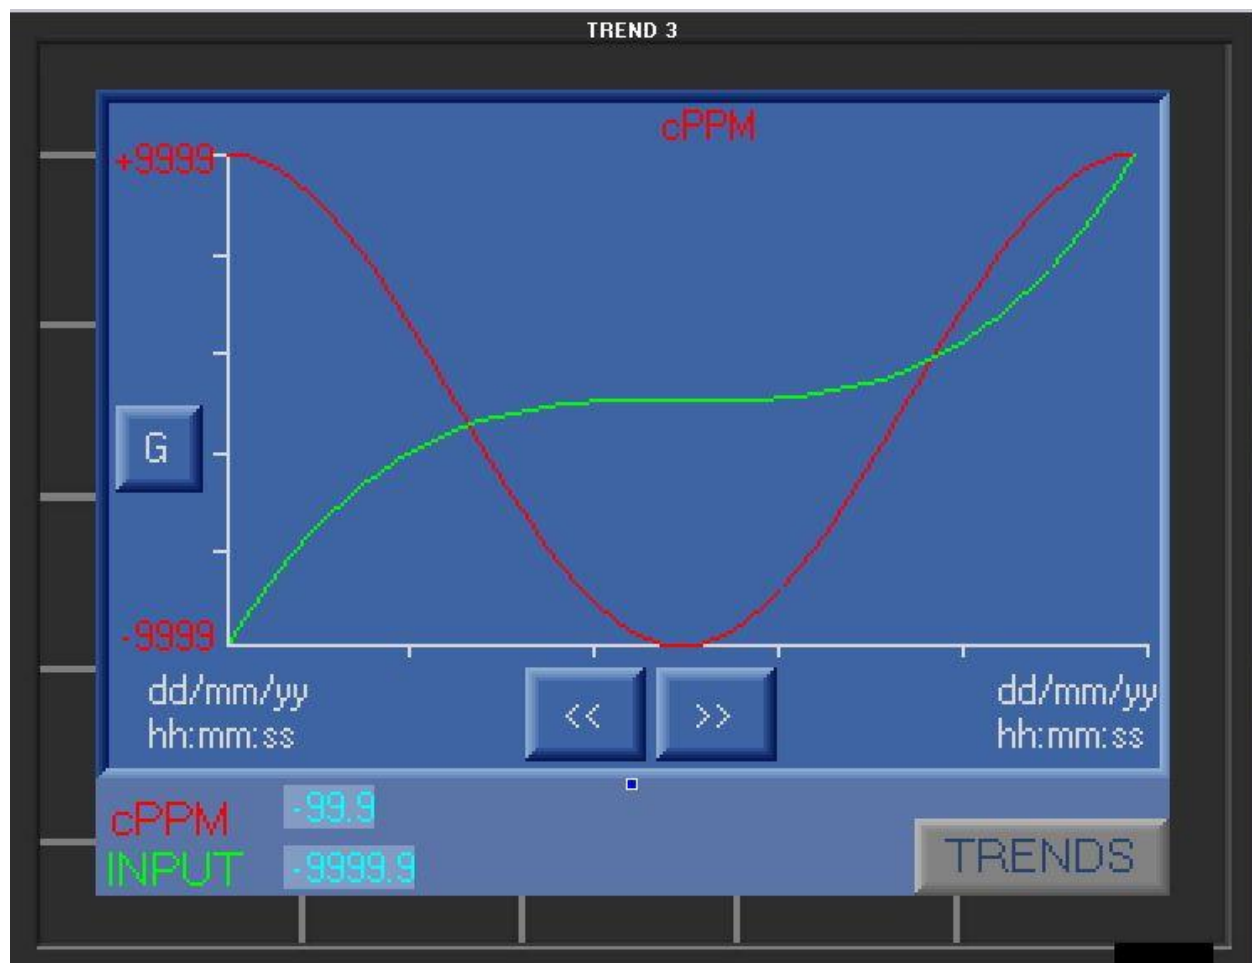 TREND 3
cPPM
+9999
G
-9999
dd/mm/yy
hh:mm:ss
<<
>>
dd/mm/yy
hh:mm:ss
cPPM -99.9
INPUT -9999.9
TRENDS